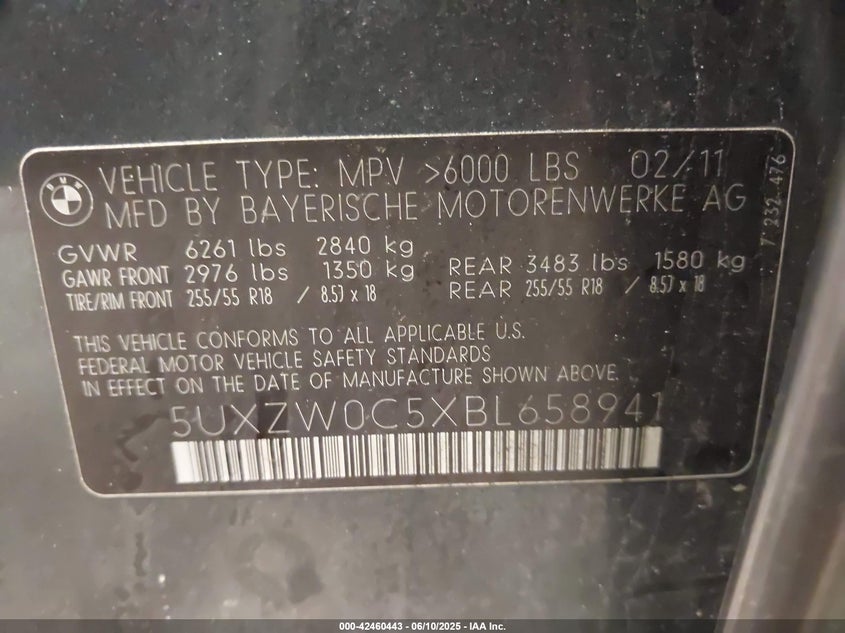 BMW
VEHICLE TYPE: MPV >6000 LBS 02/11
MFD BY BAYERISCHE MOTORENWERKE AG
7 232 476
GVWR 6261 lbs 2840 kg
GAWR FRONT 2976 lbs 1350 kg REAR 3483 lbs 1580 kg
TIRE/RIM FRONT 255/55 R18 / 8.5J x 18 REAR 255/55 R18 / 8.5J x 18
THIS VEHICLE CONFORMS TO ALL APPLICABLE U.S.
FEDERAL MOTOR VEHICLE SAFETY STANDARDS
IN EFFECT ON THE DATE OF MANUFACTURE SHOWN ABOVE.
5UXZW0C5XBL658941
000-42460443 - 06/10/2025 - IAA Inc.